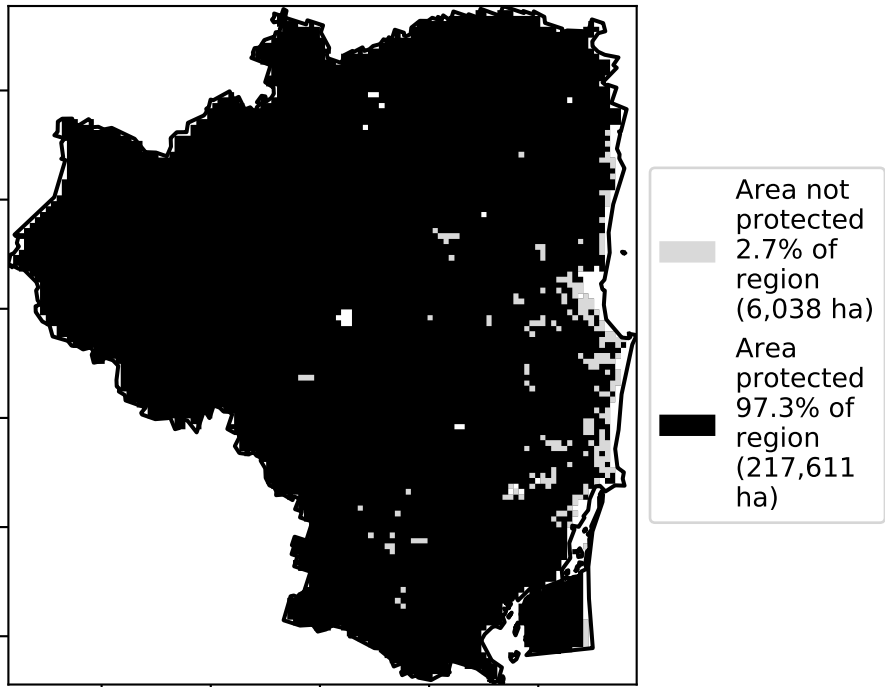 Area not
protected
2.7% of
region
(6,038 ha)
Area
protected
97.3% of
region
(217,611
ha)